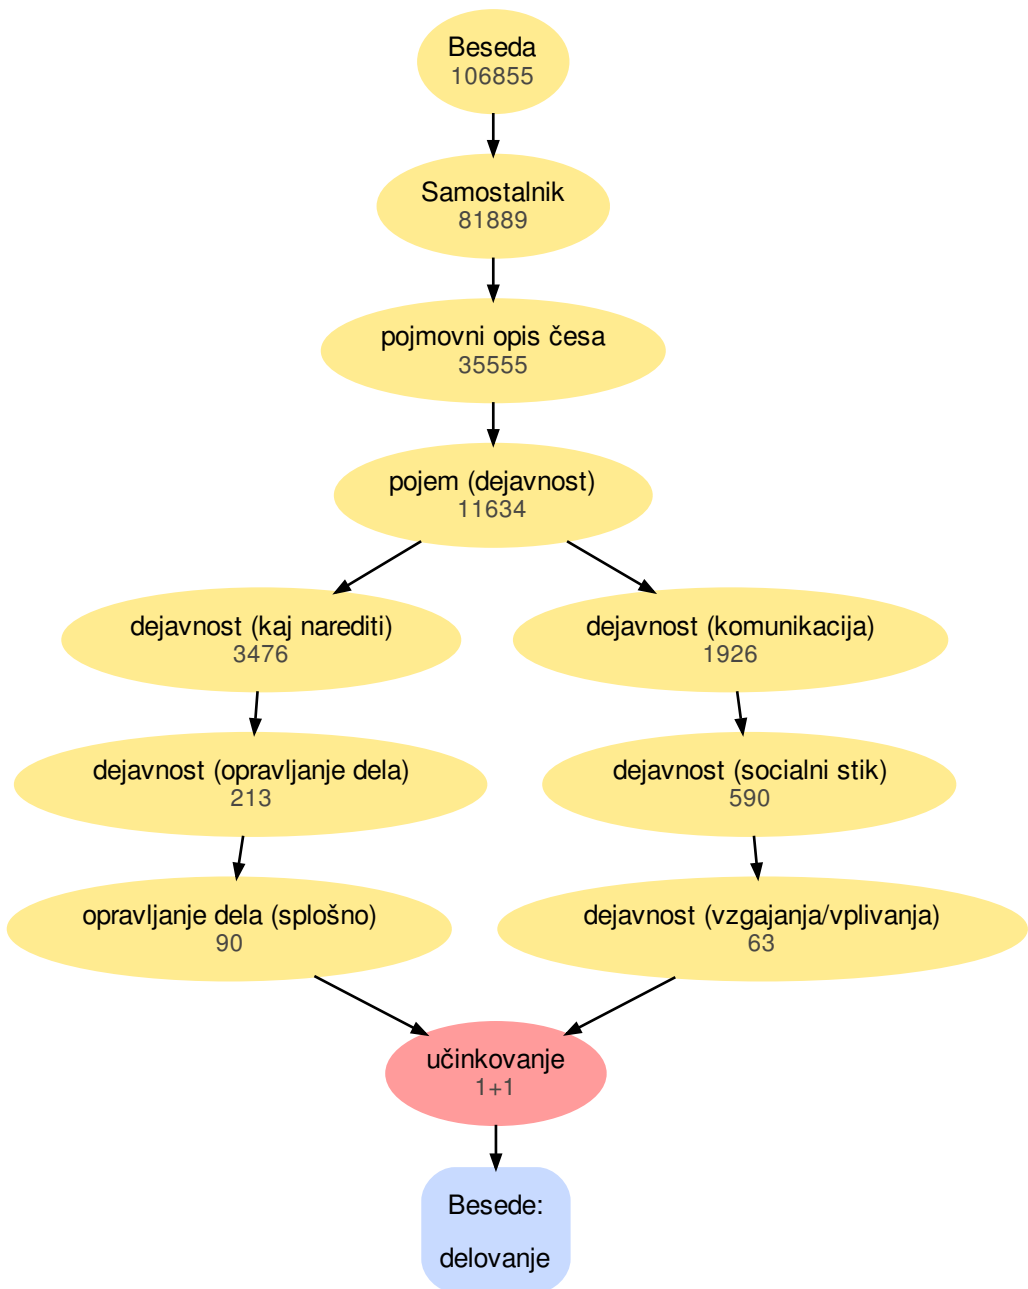 Beseda
106855
Samostalnik
81889
pojmovni opis česa
35555
pojem (dejavnost)
11634
dejavnost (kaj narediti)
3476
dejavnost (komunikacija)
1926
dejavnost (opravljanje dela)
213
dejavnost (socialni stik)
590
opravljanje dela (splošno)
90
dejavnost (vzgajanja/vplivanja)
63
učinkovanje
1+1
Besede:
delovanje